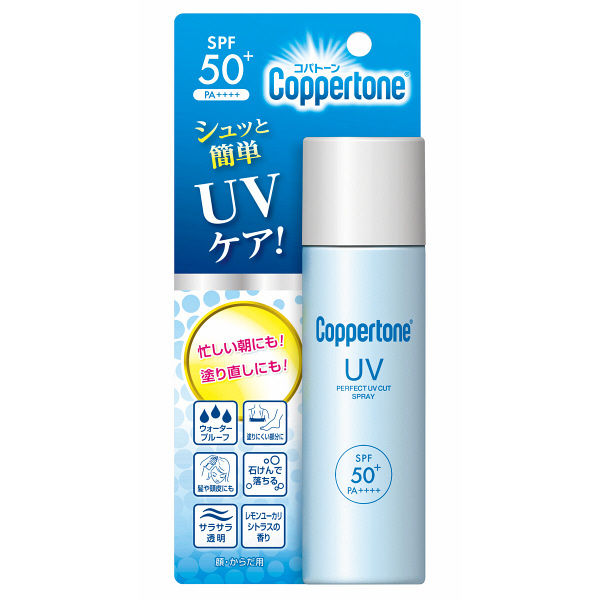 SPF
50+
PA++++
コパトーン
Coppertone®
シュッと
簡単
UV
ケア!
忙しい朝にも!
塗り直しにも!
ウォーター
プルーフ
塗りにくい部分に
髪や頭皮にも
石けんで
落ちる
サラサラ
透明
レモンユーカリ
シトラスの
香り
顔・からだ用
Coppertone®
UV
PERFECT UV CUT
SPRAY
SPF
50+
PA++++